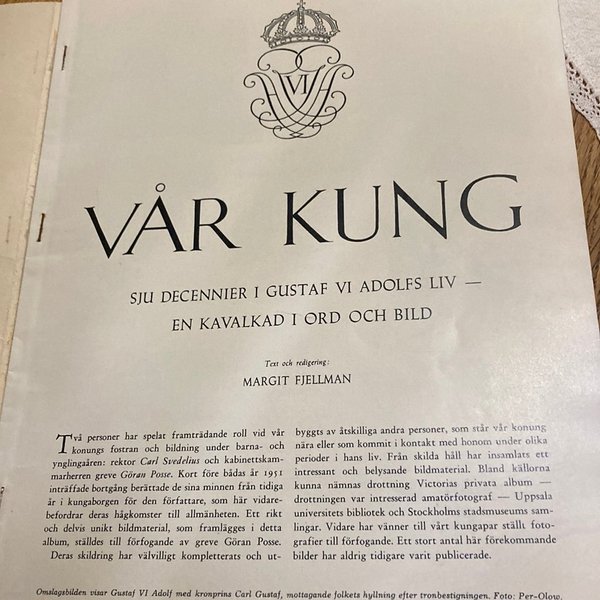 VI
VÅR KUNG
SJU DECENNIER I GUSTAF VI ADOLFS LIV —
EN KAVALKAD I ORD OCH BILD
Text och redigering:
MARGIT FJELLMAN
Två personer har spelat framträdande roll vid vår
konungs fostran och bildning under barna- och
ynglingaåren: rektor Carl Svedelius och kabinettskam-
marherren greve Göran Posse. Kort före bådas år 1951
inträffade bortgång berättade de sina minnen från tidiga
år i kungaborgen för den författare, som här vidare-
befordrar deras hågkomster till allmänheten. Ett rikt
och delvis unikt bildmaterial, som framlägges i detta
album, ställdes till förfogande av greve Göran Posse.
Deras skildring har välvilligt kompletterats och ut-
byggts av åtskilliga andra personer, som står vår konung
nära eller som kommit i kontakt med honom under olika
perioder i hans liv. Från skilda håll har insamlats ett
intressant och belysande bildmaterial. Bland källorna
kunna nämnas drottning Victorias privata album —
drottningen var intresserad amatörfotograf — Uppsala
universitets bibliotek och Stockholms stadsmuseums sam-
lingar. Vidare har vänner till vårt kungapar ställt foto-
grafier till förfogande. Ett stort antal här förekommande
bilder har aldrig tidigare varit publicerade.
Omslagsbilden visar Gustaf VI Adolf med kronprins Carl Gustaf, mottagande folkets hyllning efter tronbestigningen. Foto: Per-Olow.